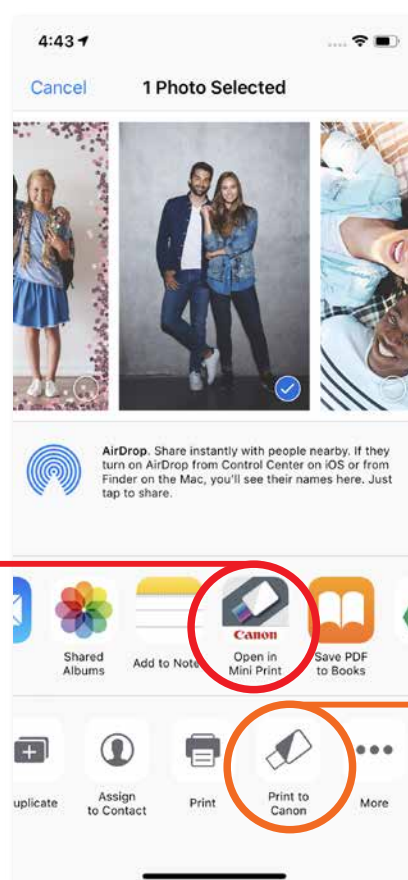 4:43
Cancel
1 Photo Selected
AirDrop. Share instantly with people nearby. If they
turn on AirDrop from Control Center on iOS or from
Finder on the Mac, you'll see their names here. Just
tap to share.
Canon
Shared
Albums
Add to Note
Open in
Mini Print
Save PDF
to Books
uplicate
Assign
to Contact
Print
Print to
Canon
More